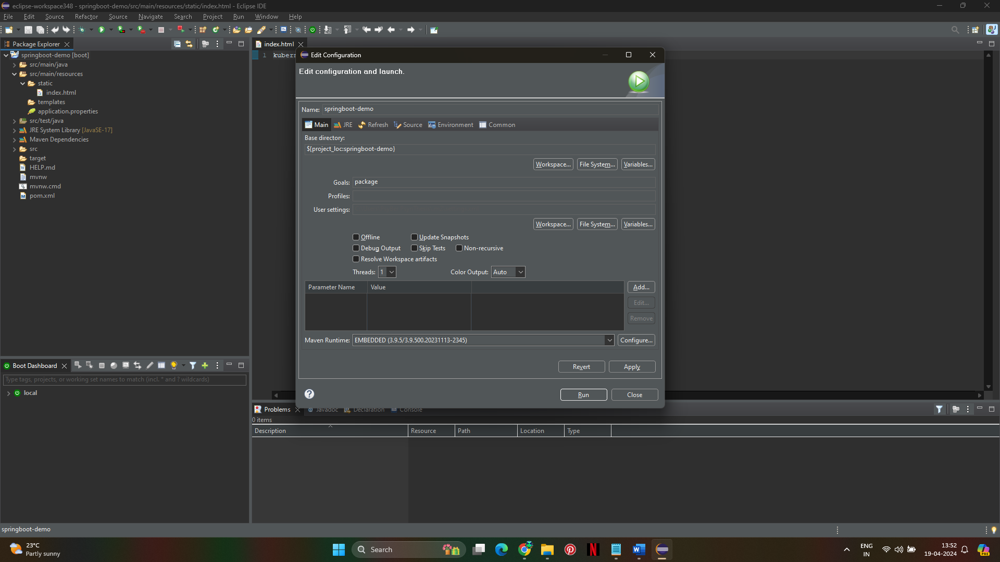 eclipse-workspace348 - springboot-demo/src/main/resources/static/index.html - Eclipse IDE
File Edit Source Refactor Source Navigate Search Project Run Window Help
Package Explorer
springboot-demo [boot]
src/main/java
src/main/resources
static
index.html
templates
application.properties
src/test/java
JRE System Library [JavaSE-17]
Maven Dependencies
src
target
HELP.md
mvnw
mvnw.cmd
pom.xml
Boot Dashboard
Type tags, projects, or working set names to match (incl. * and ? wildcards)
local
index.html
1
Edit Configuration
Edit configuration and launch.
Name: springboot-demo
Main JRE Refresh Source Environment Common
Base directory:
${project_loc:springboot-demo}
Workspace... File System... Variables...
Goals: package
Profiles:
User settings:
Workspace... File System... Variables...
Offline Update Snapshots
Debug Output Skip Tests Non-recursive
Resolve Workspace artifacts
Threads: 1 Color Output: Auto
Parameter Name Value
Add...
Edit...
Remove
Maven Runtime: EMBEDDED (3.9.5/3.9.500.20231113-2345) Configure...
Revert Apply
Run Close
Problems Javadoc Declaration Console
0 items
Description Resource Path Location Type
springboot-demo
23°C
Partly sunny
Search
ENG
IN
13:52
19-04-2024
PRE